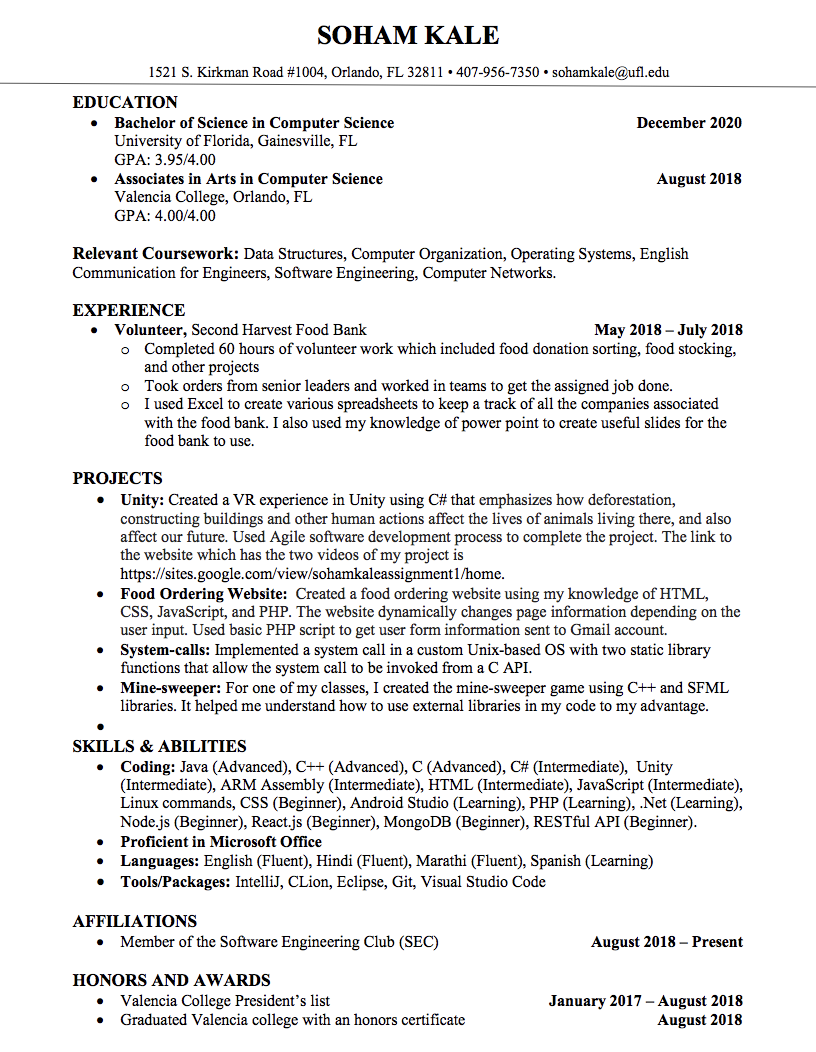 SOHAM KALE
1521 S. Kirkman Road #1004, Orlando, FL 32811 • 407-956-7350 • sohamkale@ufl.edu
EDUCATION
• Bachelor of Science in Computer Science December 2020
University of Florida, Gainesville, FL
GPA: 3.95/4.00
• Associates in Arts in Computer Science August 2018
Valencia College, Orlando, FL
GPA: 4.00/4.00
Relevant Coursework: Data Structures, Computer Organization, Operating Systems, English
Communication for Engineers, Software Engineering, Computer Networks.
EXPERIENCE
• Volunteer, Second Harvest Food Bank May 2018 – July 2018
o Completed 60 hours of volunteer work which included food donation sorting, food stocking,
and other projects
o Took orders from senior leaders and worked in teams to get the assigned job done.
o I used Excel to create various spreadsheets to keep a track of all the companies associated
with the food bank. I also used my knowledge of power point to create useful slides for the
food bank to use.
PROJECTS
• Unity: Created a VR experience in Unity using C# that emphasizes how deforestation,
constructing buildings and other human actions affect the lives of animals living there, and also
affect our future. Used Agile software development process to complete the project. The link to
the website which has the two videos of my project is
https://sites.google.com/view/sohamkaleassignment1/home.
• Food Ordering Website: Created a food ordering website using my knowledge of HTML,
CSS, JavaScript, and PHP. The website dynamically changes page information depending on the
user input. Used basic PHP script to get user form information sent to Gmail account.
• System-calls: Implemented a system call in a custom Unix-based OS with two static library
functions that allow the system call to be invoked from a C API.
• Mine-sweeper: For one of my classes, I created the mine-sweeper game using C++ and SFML
libraries. It helped me understand how to use external libraries in my code to my advantage.
•
SKILLS & ABILITIES
• Coding: Java (Advanced), C++ (Advanced), C (Advanced), C# (Intermediate), Unity
(Intermediate), ARM Assembly (Intermediate), HTML (Intermediate), JavaScript (Intermediate),
Linux commands, CSS (Beginner), Android Studio (Learning), PHP (Learning), .Net (Learning),
Node.js (Beginner), React.js (Beginner), MongoDB (Beginner), RESTful API (Beginner).
• Proficient in Microsoft Office
• Languages: English (Fluent), Hindi (Fluent), Marathi (Fluent), Spanish (Learning)
• Tools/Packages: IntelliJ, CLion, Eclipse, Git, Visual Studio Code
AFFILIATIONS
• Member of the Software Engineering Club (SEC) August 2018 – Present
HONORS AND AWARDS
• Valencia College President’s list January 2017 – August 2018
• Graduated Valencia college with an honors certificate August 2018